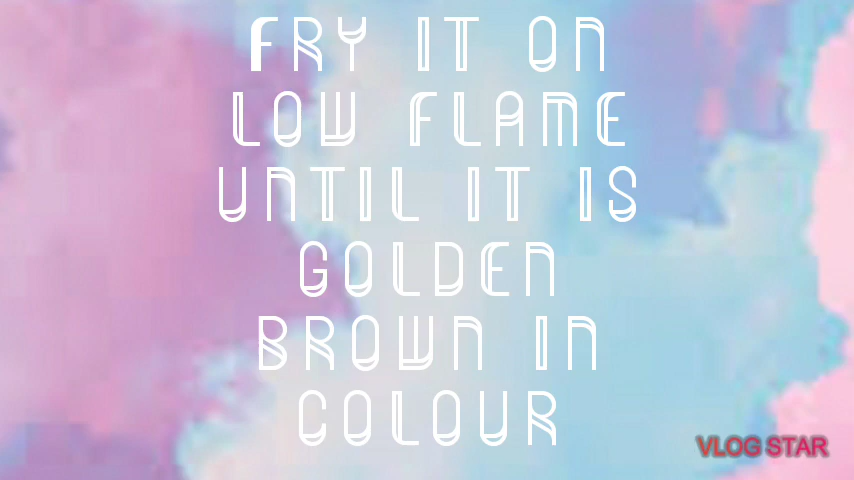 Fry it on
low flame
until it is
golden
brown in
colour
VLOG STAR